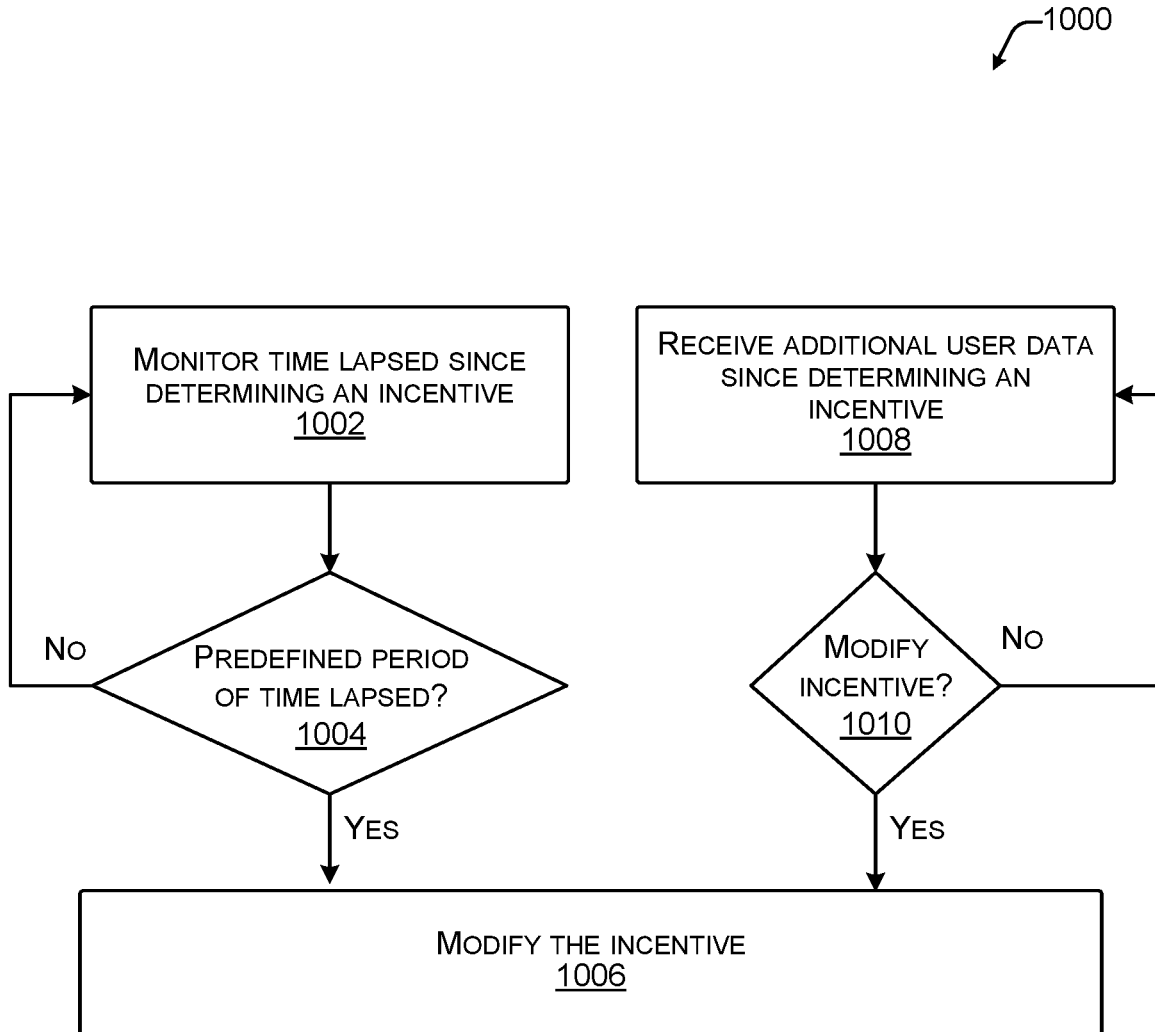 1000
MONITOR TIME LAPSED SINCE
DETERMINING AN INCENTIVE
1002
RECEIVE ADDITIONAL USER DATA
SINCE DETERMINING AN
INCENTIVE
1008
NO
PREDEFINED PERIOD
OF TIME LAPSED?
1004
MODIFY
INCENTIVE?
1010
NO
YES
YES
MODIFY THE INCENTIVE
1006